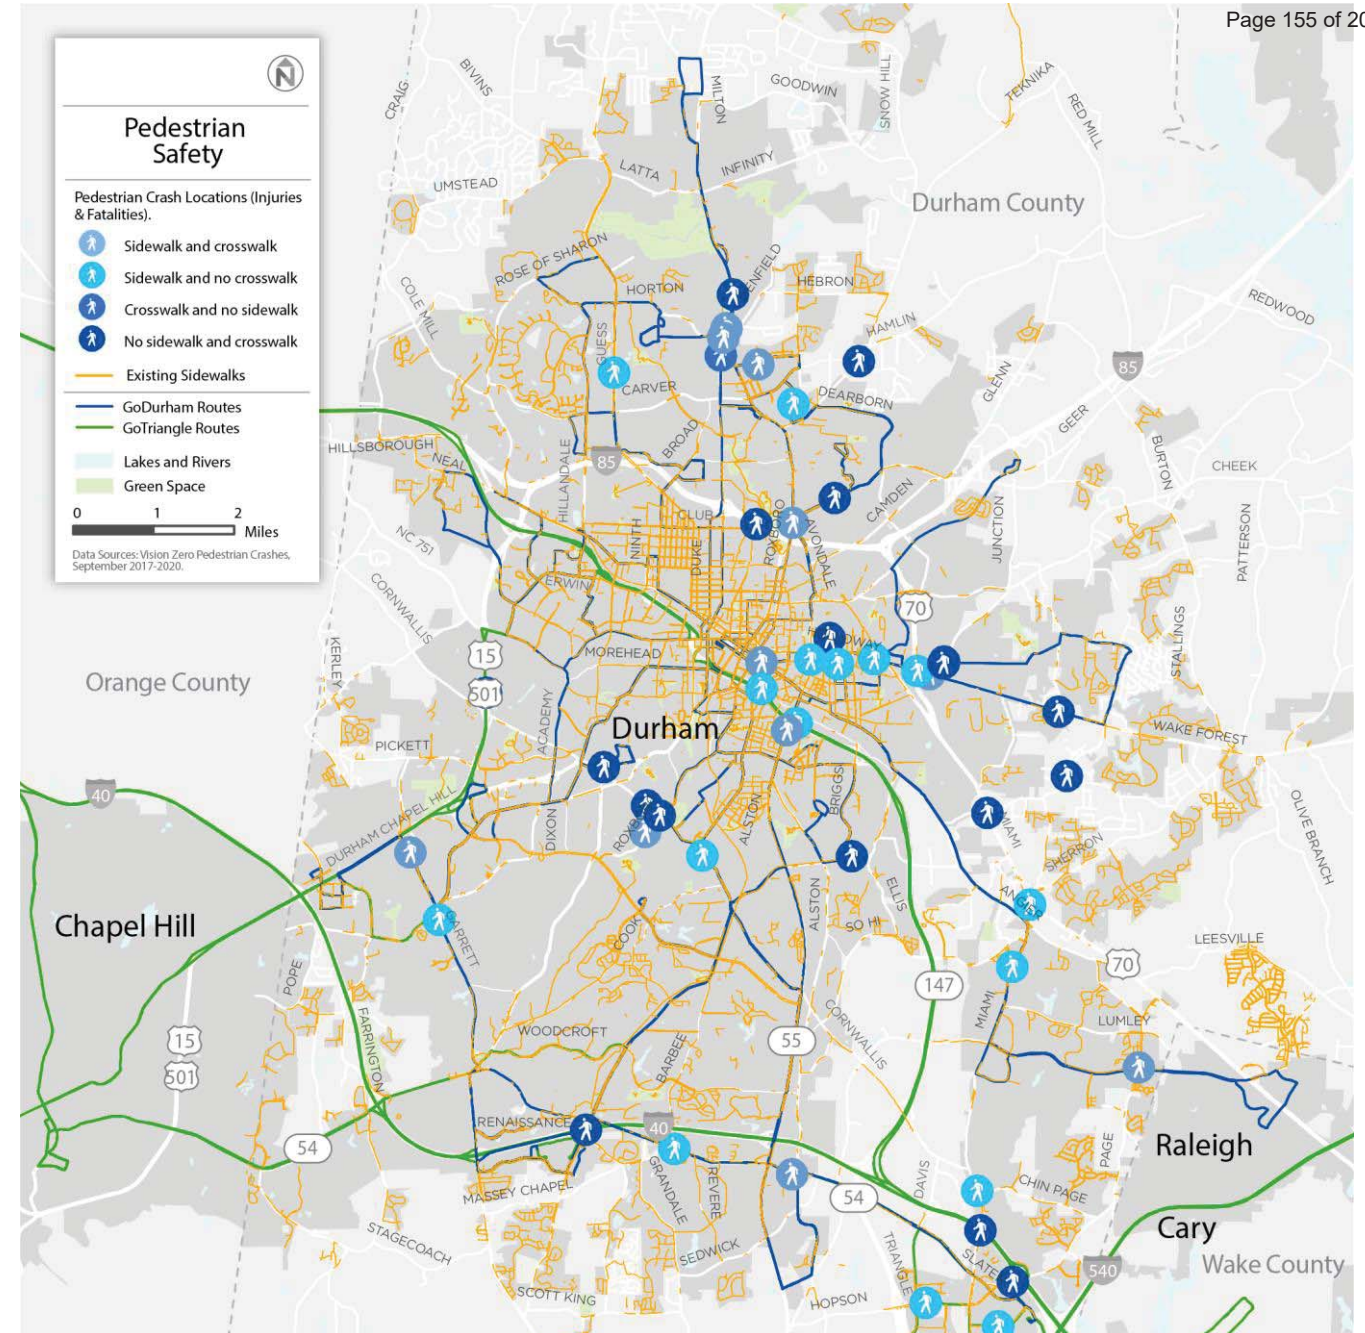 Page 155 of 20
N
Pedestrian
Safety
Pedestrian Crash Locations (Injuries
& Fatalities).
Sidewalk and crosswalk
Sidewalk and no crosswalk
Crosswalk and no sidewalk
No sidewalk and crosswalk
Existing Sidewalks
GoDurham Routes
GoTriangle Routes
Lakes and Rivers
Green Space
0 1 2
Miles
Data Sources: Vision Zero Pedestrian Crashes,
September 2017-2020.
CRAIG
BIVINS
MILTON
GOODWIN
SNOW HILL
TEKNIKA
RED MILL
LATTA
INFINITY
UMSTEAD
Durham County
ROSE OF SHARON
HORTON
ENFIELD
HEBRON
REDWOOD
COLE MILL
GUESS
HAMLIN
85
GLENN
CARVER
DEARBORN
GEER
HILLSBOROUGH
NEAL
HILLANDALE
85
BROAD
BURTON
CHEEK
CAMDEN
PATTERSON
NC 751
NINTH
CLUB
DUKE
ROXBORO
AVONDALE
JUNCTION
CORNWALLIS
ERWIN
70
STALLINGS
KERLEY
15
501
MOREHEAD
Orange County
ACADEMY
Durham
WAKE FOREST
PICKETT
40
BRIGGS
OLIVE BRANCH
DURHAM CHAPEL HILL
DIXON
ALSTON
MIAMI
SHERRON
Chapel Hill
GARRETT
COOK
ALSTON
ELLIS
SO HI
LEESVILLE
POPE
147
70
FARRINGTON
15
501
WOODCROFT
BARBEE
55
CORNWALLIS
MIAMI
LUMLEY
RENAISSANCE
40
54
PAGE
Raleigh
MASSEY CHAPEL
GRANDALE
REVERE
54
DAVIS
CHIN PAGE
Cary
STAGECOACH
SEDWICK
TRIANGLE
SLATER
540
Wake County
SCOTT KING
HOPSON